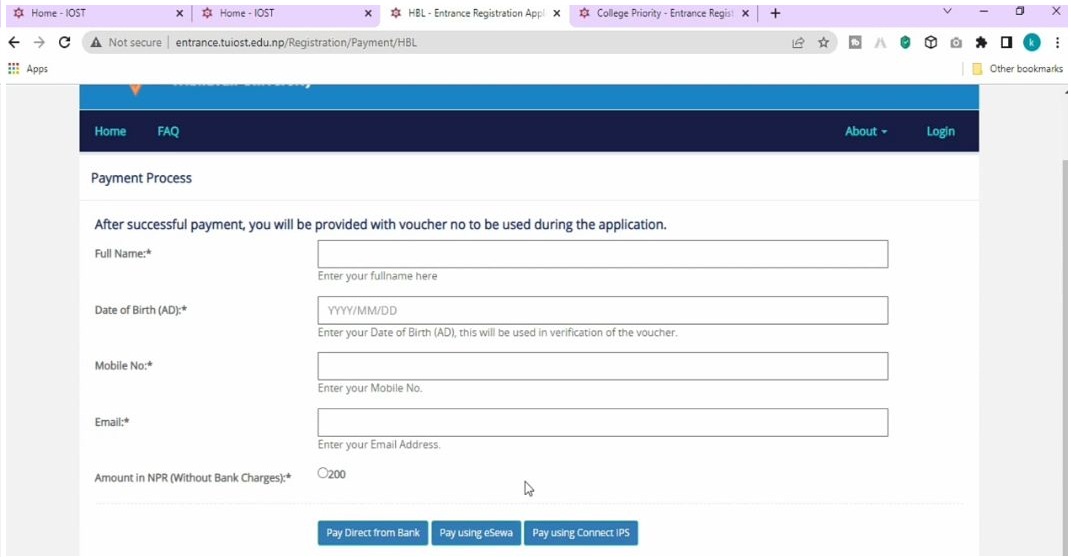 Home - IOST
Home - IOST
HBL - Entrance Registration Appl
College Priority - Entrance Regist
Not secure | entrance.tuiost.edu.np/Registration/Payment/HBL
k
Apps
Other bookmarks
Home FAQ About Login
Payment Process
After successful payment, you will be provided with voucher no to be used during the application.
Full Name:*
Enter your fullname here
Date of Birth (AD):*
YYYY/MM/DD
Enter your Date of Birth (AD), this will be used in verification of the voucher.
Mobile No:*
Enter your Mobile No.
Email:*
Enter your Email Address.
Amount in NPR (Without Bank Charges):* 200
Pay Direct from Bank Pay using eSewa Pay using Connect IPS